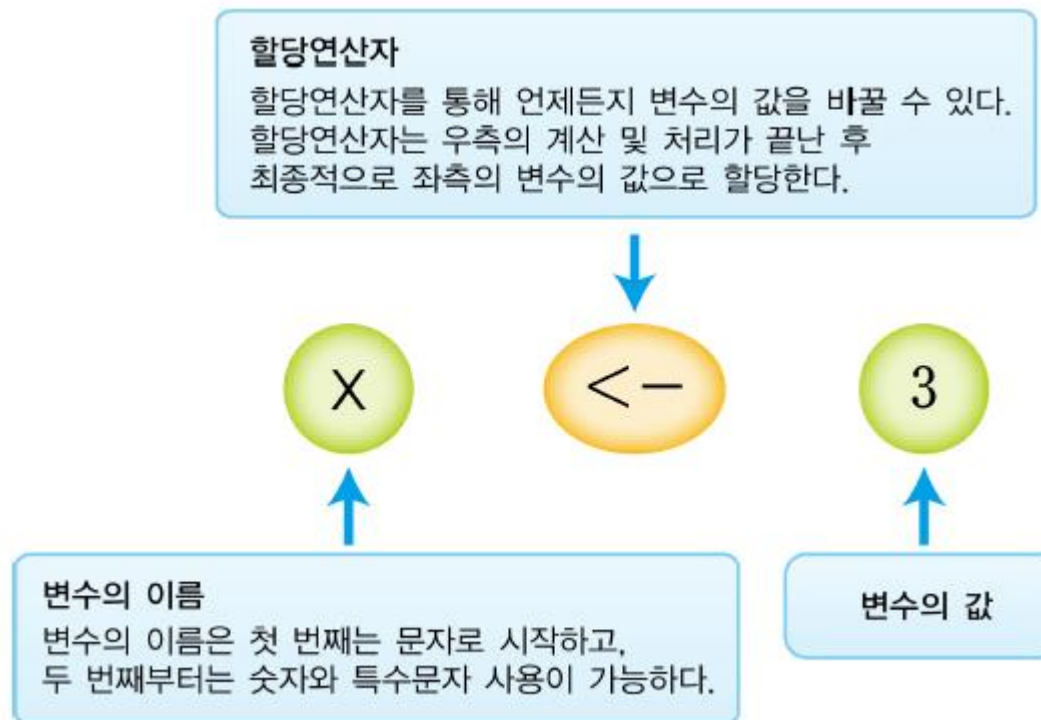 할당연산자
할당연산자를 통해 언제든지 변수의 값을 바꿀 수 있다.
할당연산자는 우측의 계산 및 처리가 끝난 후
최종적으로 좌측의 변수의 값으로 할당한다.
X <- 3
변수의 이름
변수의 이름은 첫 번째는 문자로 시작하고,
두 번째부터는 숫자와 특수문자 사용이 가능하다.
변수의 값